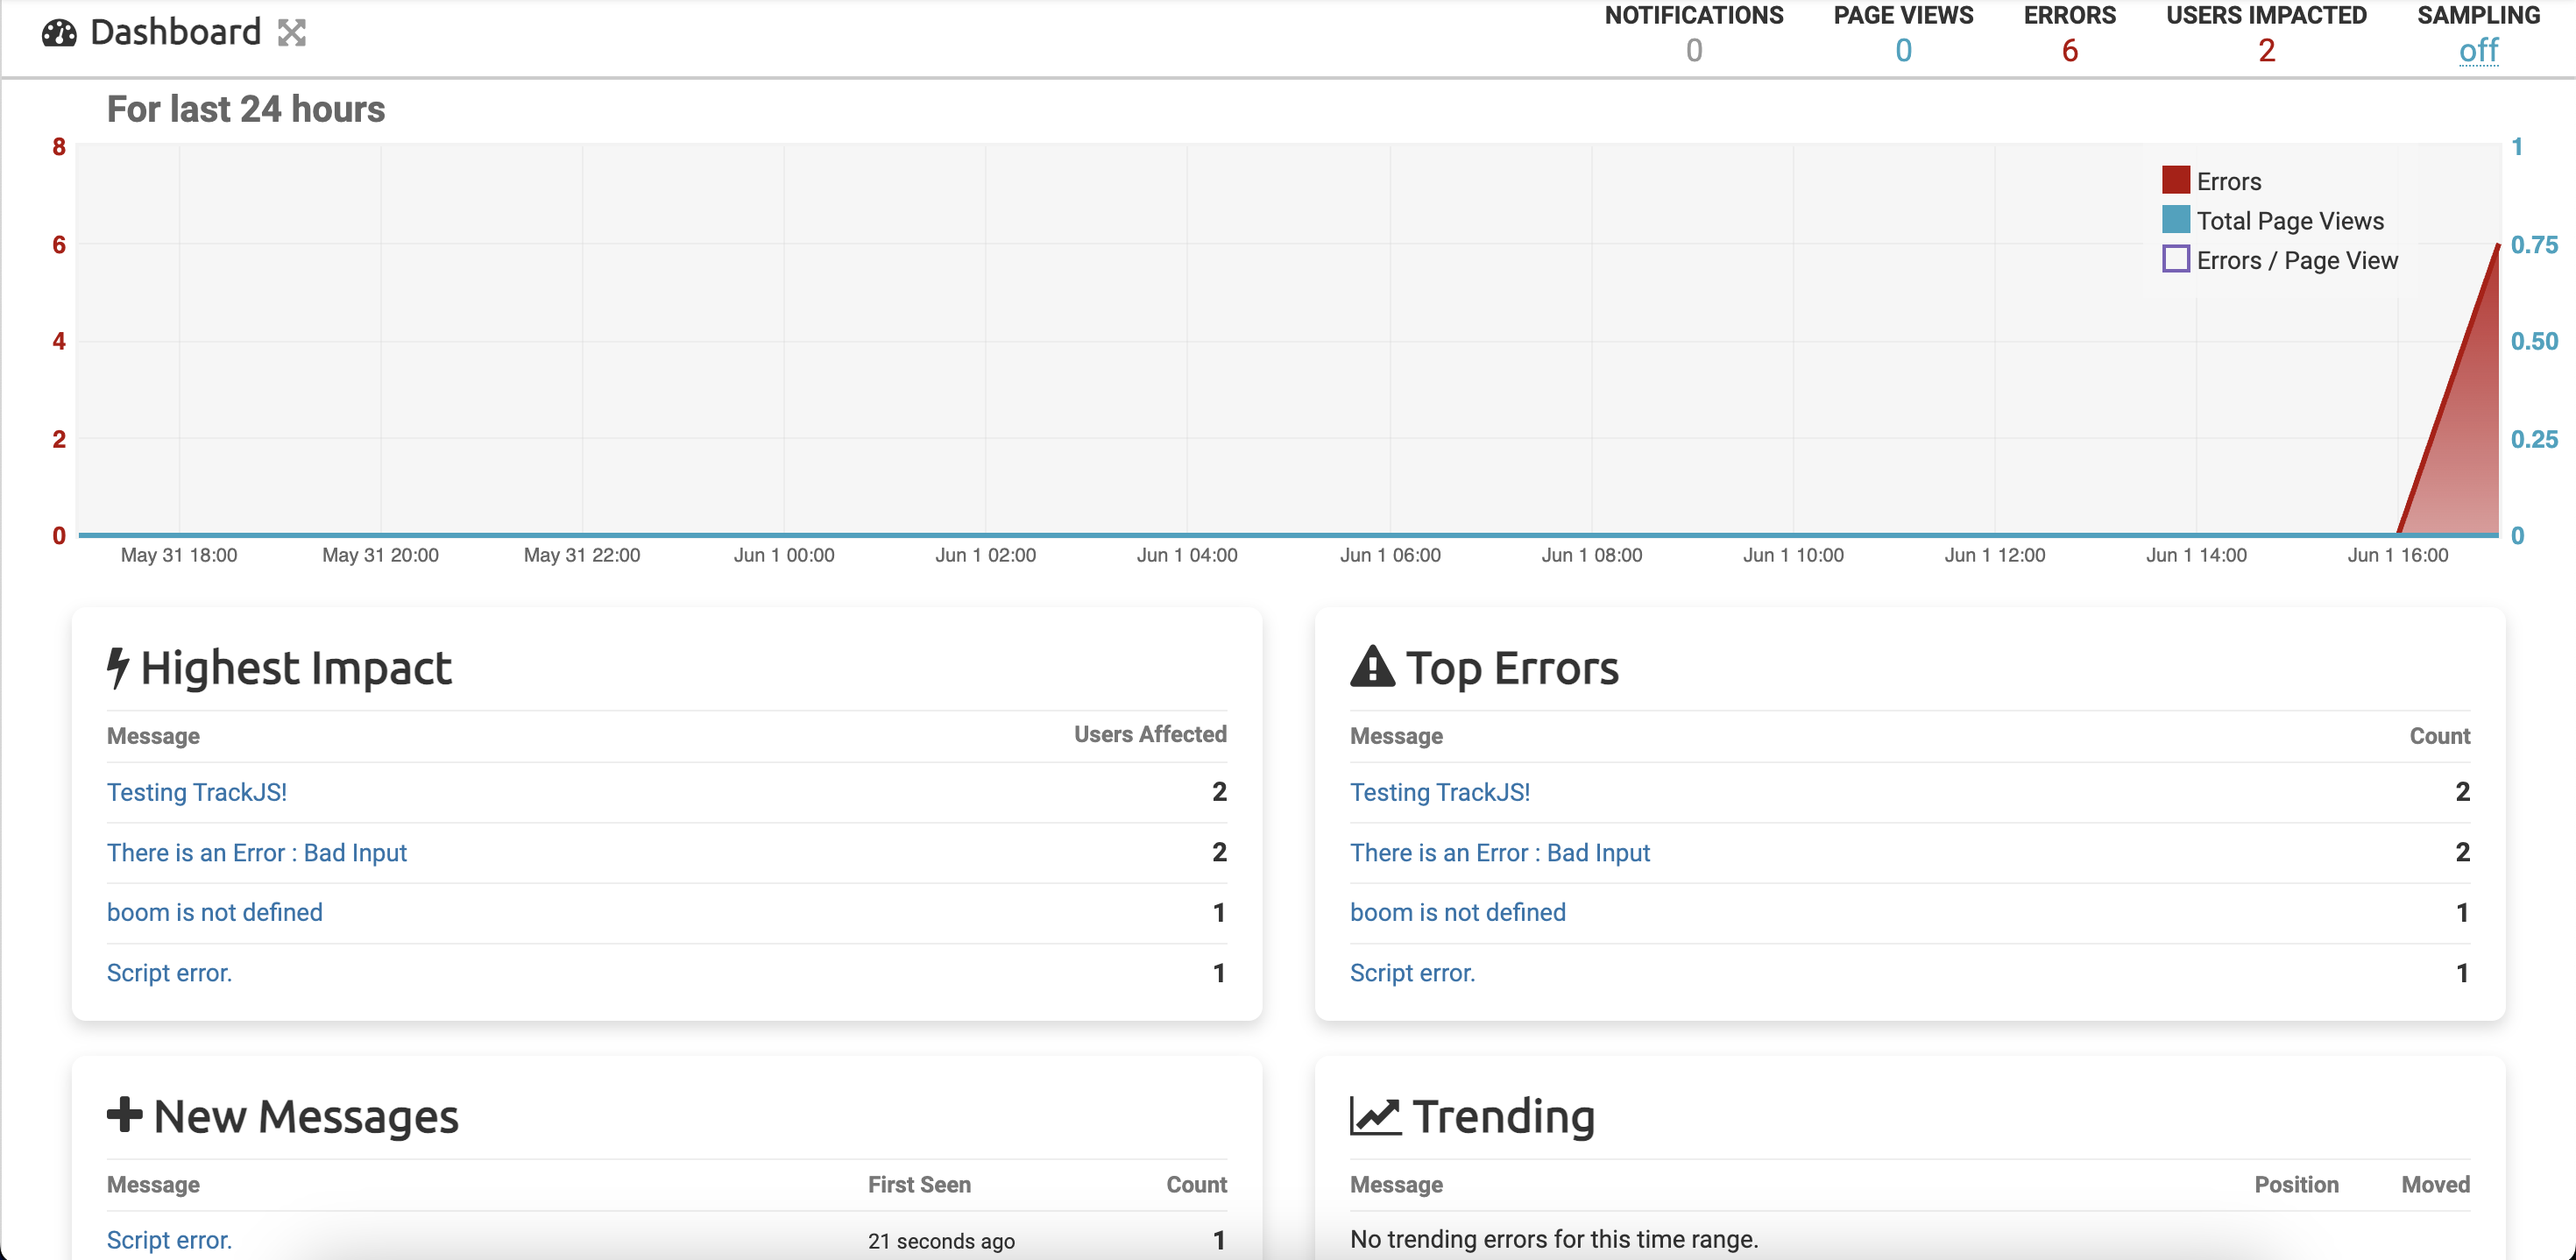 Dashboard
NOTIFICATIONS PAGE VIEWS ERRORS USERS IMPACTED SAMPLING
0 0 6 2 off
For last 24 hours
8 1
Errors
Total Page Views
6 0.75
Errors / Page View
4 0.50
2 0.25
0 0
May 31 18:00 May 31 20:00 May 31 22:00 Jun 1 00:00 Jun 1 02:00 Jun 1 04:00 Jun 1 06:00 Jun 1 08:00 Jun 1 10:00 Jun 1 12:00 Jun 1 14:00 Jun 1 16:00
Highest Impact
Message Users Affected
Testing TrackJS! 2
There is an Error : Bad Input 2
boom is not defined 1
Script error. 1
Top Errors
Message Count
Testing TrackJS! 2
There is an Error : Bad Input 2
boom is not defined 1
Script error. 1
New Messages
Message First Seen Count
Script error. 21 seconds ago 1
Trending
Message Position Moved
No trending errors for this time range.